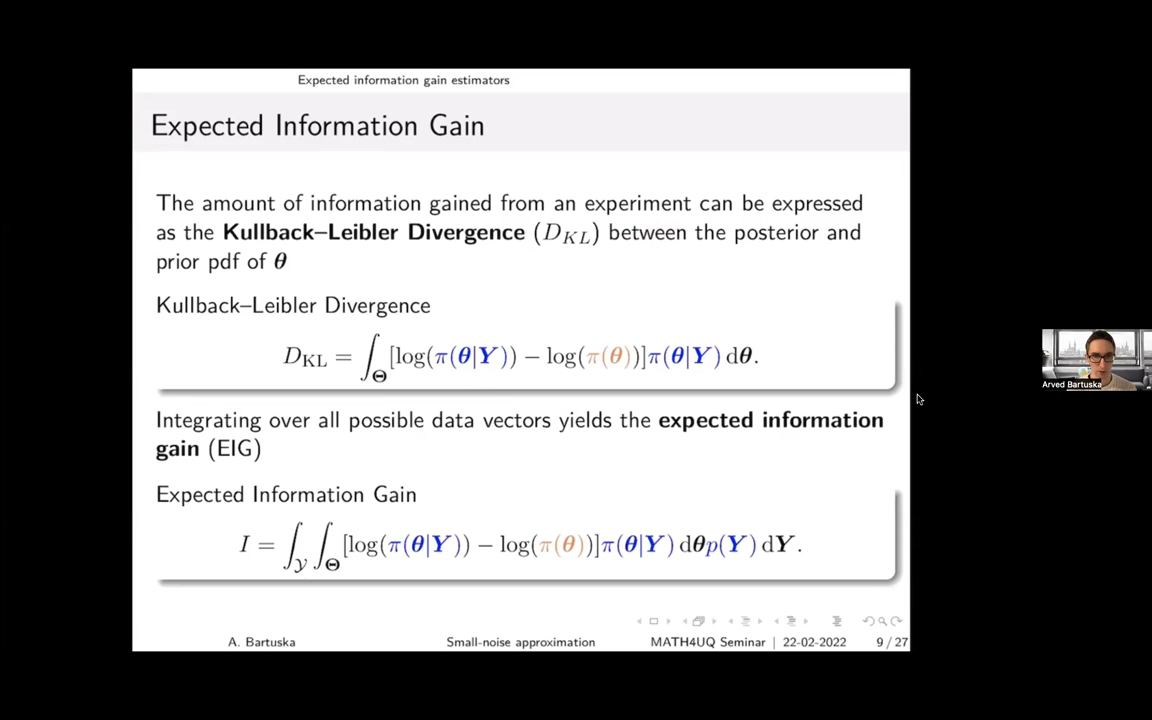 Expected information gain estimators
Expected Information Gain
The amount of information gained from an experiment can be expressed
as the Kullback–Leibler Divergence (D_{KL}) between the posterior and
prior pdf of θ
Kullback–Leibler Divergence
D_{KL} = ∫_Θ [log(π(θ|Y)) − log(π(θ))]π(θ|Y) dθ.
Integrating over all possible data vectors yields the expected information
gain (EIG)
Expected Information Gain
I = ∫_𝒴 ∫_Θ [log(π(θ|Y)) − log(π(θ))]π(θ|Y) dθp(Y) dY.
A. Bartuska Small-noise approximation MATH4UQ Seminar | 22-02-2022 9 / 27
Arved Bartuska